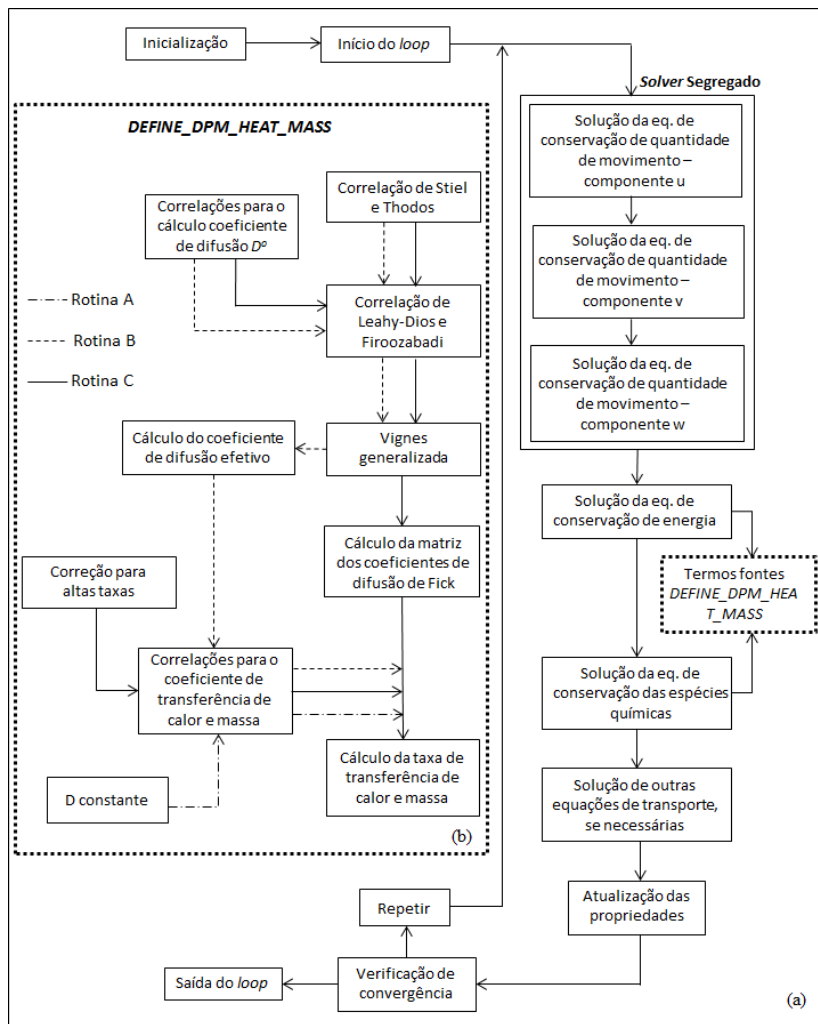 Inicialização
Início do loop
Solver Segregado
Solução da eq. de
conservação de quantidade
de movimento –
componente u
Solução da eq. de
conservação de quantidade
de movimento –
componente v
Solução da eq. de
conservação de quantidade
de movimento –
componente w
Solução da eq. de
conservação de energia
Termos fontes
DEFINE_DPM_HEA
T_MASS
Solução da eq. de
conservação das espécies
químicas
Solução de outras
equações de transporte,
se necessárias
Atualização das
propriedades
Verificação de
convergência
Repetir
Saída do loop
(a)
DEFINE_DPM_HEAT_MASS
Correlações para o
cálculo coeficiente
de difusão Dº
Correlação de Stiel
e Thodos
Rotina A
Rotina B
Rotina C
Correlação de
Leahy-Dios e
Firoozabadi
Cálculo do coeficiente
de difusão efetivo
Vignes
generalizada
Cálculo da matriz
dos coeficientes de
difusão de Fick
Correção para
altas taxas
Correlações para o
coeficiente de
transferência de
calor e massa
D constante
Cálculo da taxa de
transferência de
calor e massa
(b)